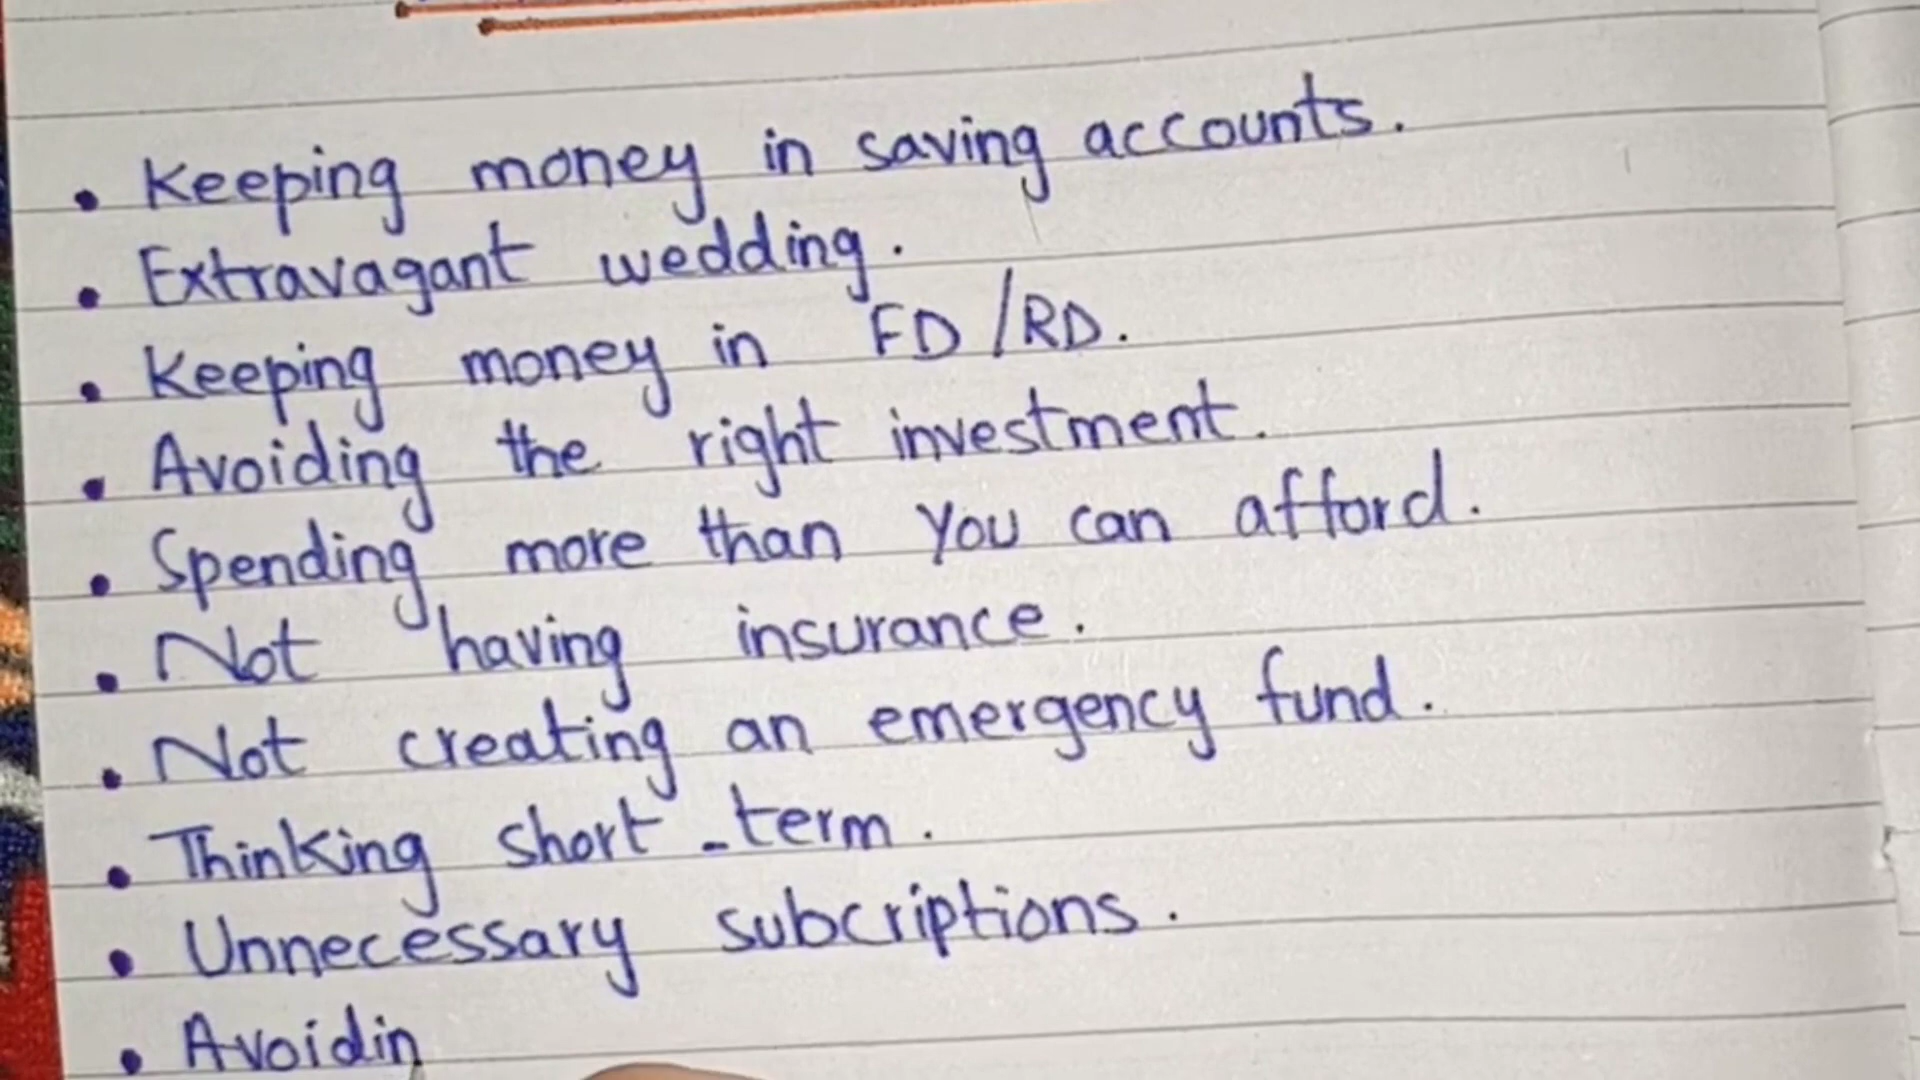 • Keeping money in saving accounts.
• Extravagant wedding.
• Keeping money in FD/RD.
• Avoiding the right investment.
• Spending more than you can afford.
• Not having insurance.
• Not creating an emergency fund.
• Thinking short-term.
• Unnecessary subcriptions.
• Avoidin